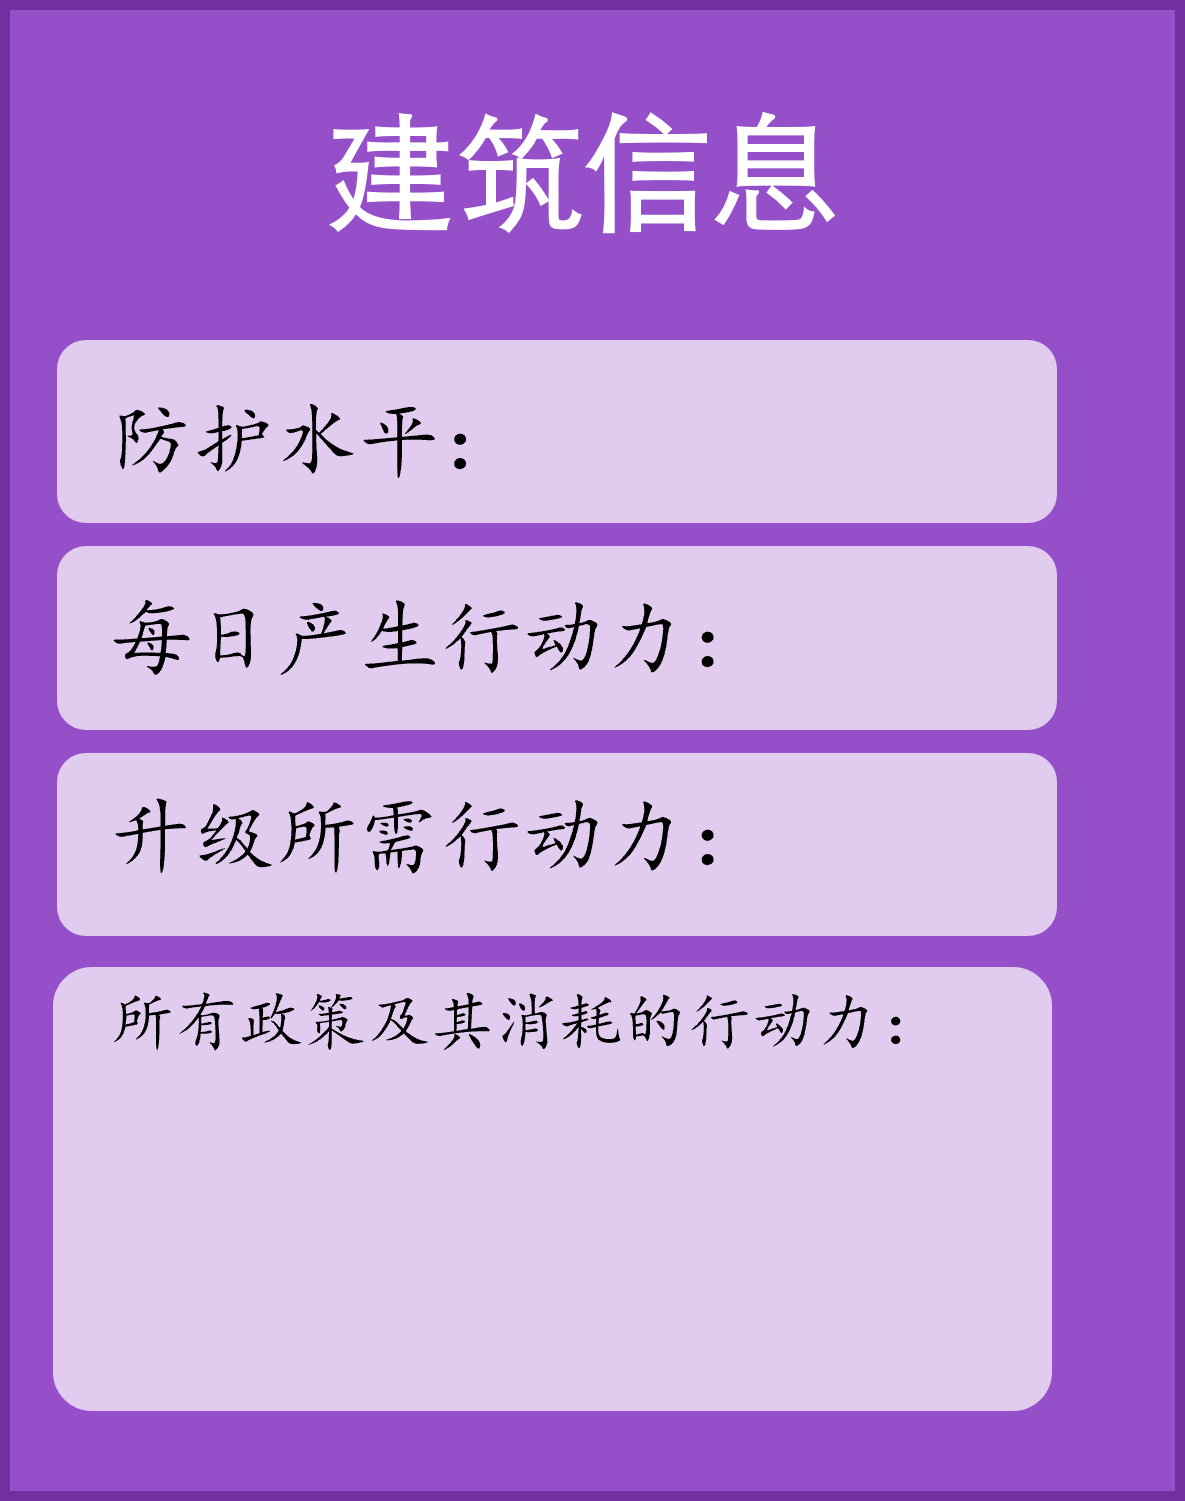 建筑信息
防护水平：
每日产生行动力：
升级所需行动力：
所有政策及其消耗的行动力：